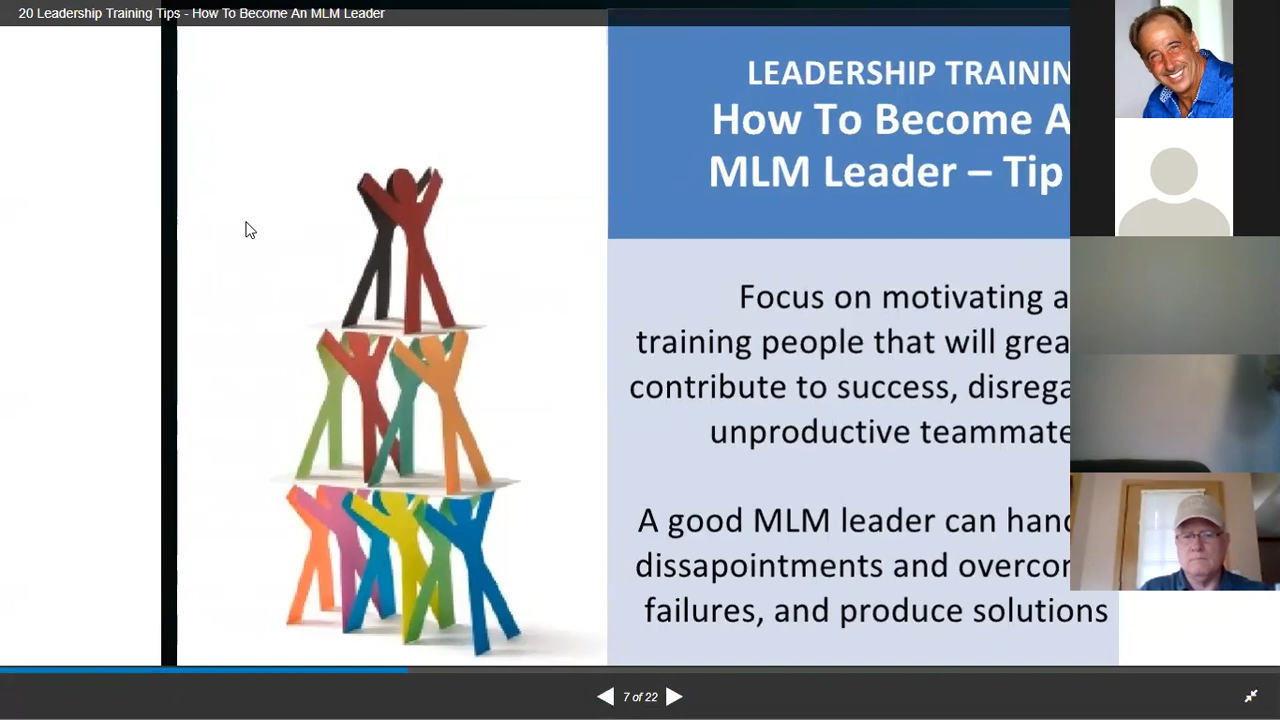 20 Leadership Training Tips - How To Become An MLM Leader
LEADERSHIP TRAININ
How To Become A
MLM Leader – Tip
Focus on motivating a
training people that will grea
contribute to success, disrega
unproductive teammate
A good MLM leader can hand
dissapointments and overcor
failures, and produce solutions
7 of 22